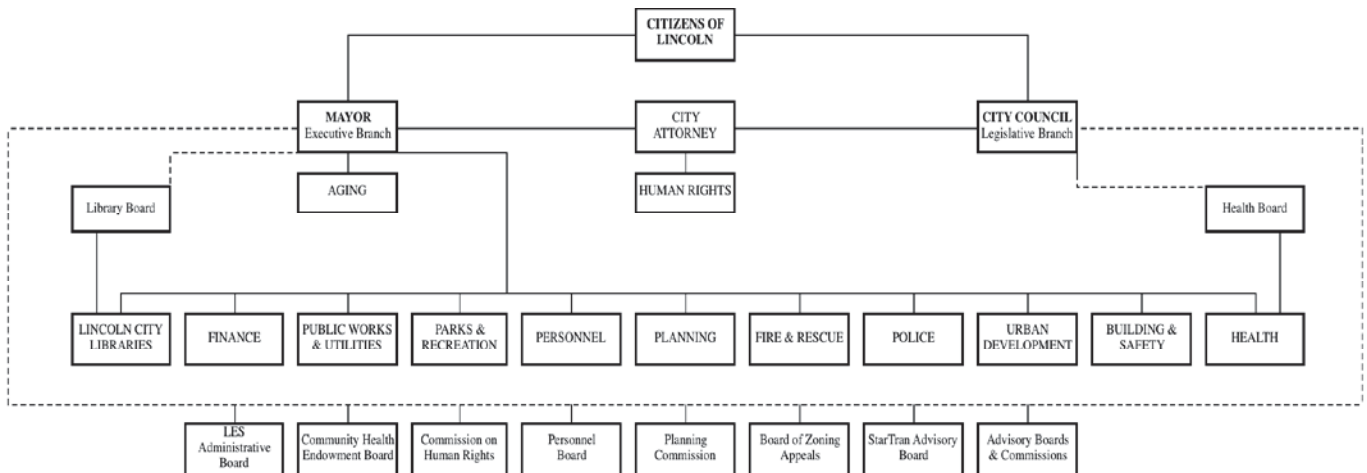 CITIZENS OF
LINCOLN
MAYOR
Executive Branch
CITY
ATTORNEY
CITY COUNCIL
Legislative Branch
AGING
HUMAN RIGHTS
Library Board
Health Board
LINCOLN CITY
LIBRARIES
FINANCE
PUBLIC WORKS
& UTILITIES
PARKS &
RECREATION
PERSONNEL
PLANNING
FIRE & RESCUE
POLICE
URBAN
DEVELOPMENT
BUILDING &
SAFETY
HEALTH
LES
Administrative
Board
Community Health
Endowment Board
Commission on
Human Rights
Personnel
Board
Planning
Commission
Board of Zoning
Appeals
StarTran Advisory
Board
Advisory Boards
& Commissions